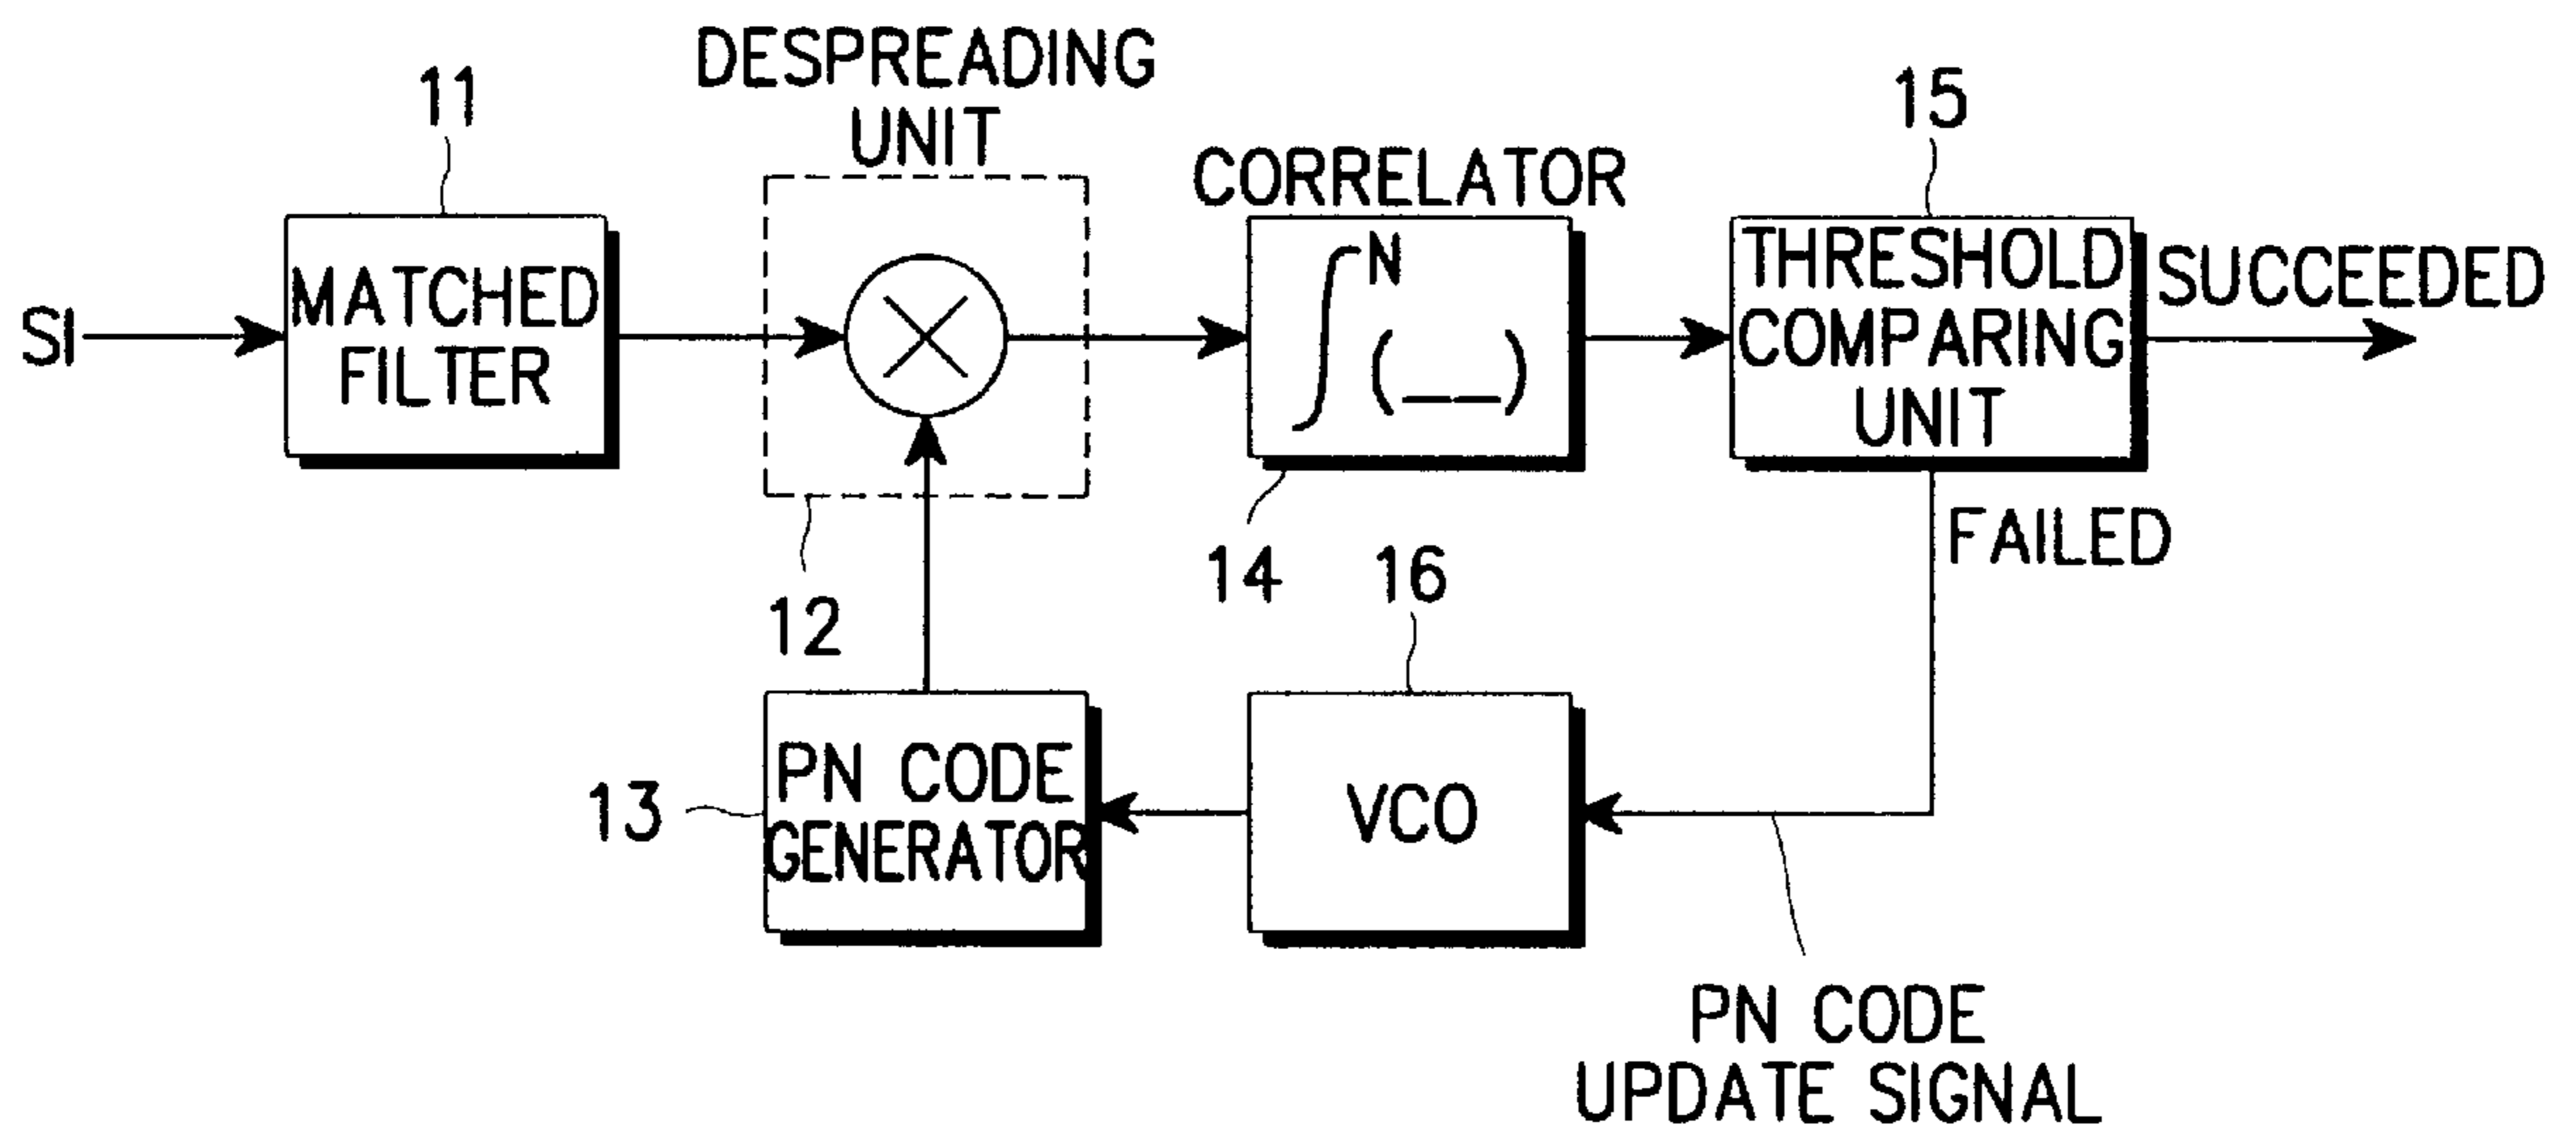 DESPREADING
UNIT
11
15
CORRELATOR
SI
MATCHED
FILTER
∫N
(__)
THRESHOLD
COMPARING
UNIT
SUCCEEDED
FAILED
12
14
16
13
PN CODE
GENERATOR
VCO
PN CODE
UPDATE SIGNAL